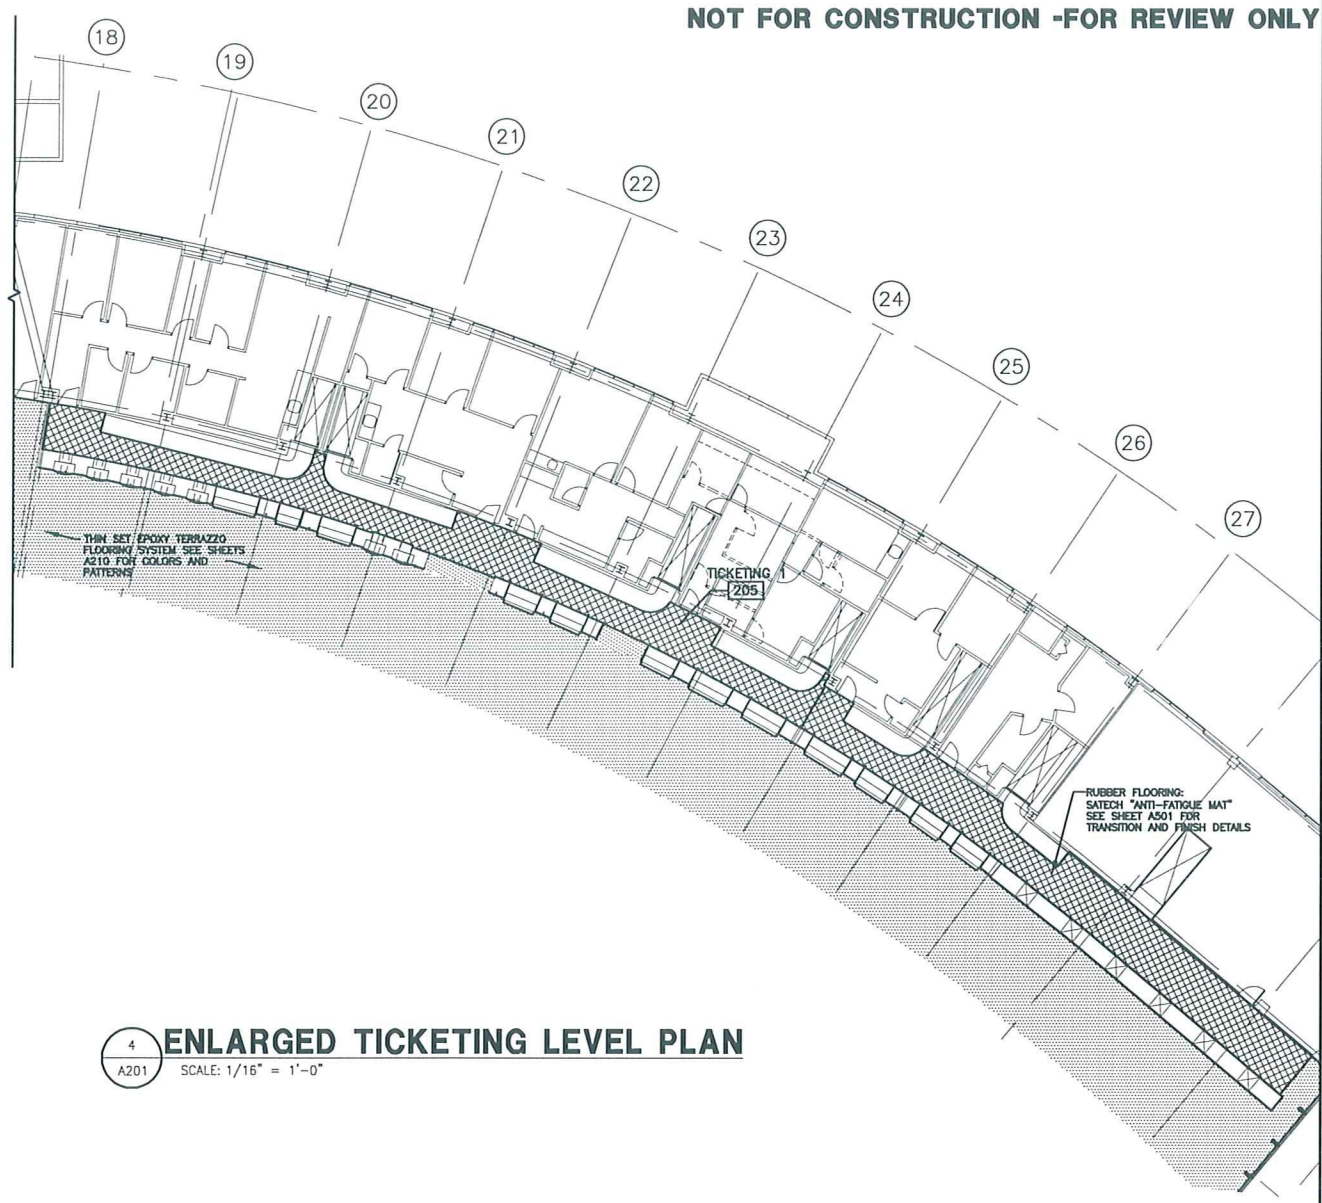 NOT FOR CONSTRUCTION -FOR REVIEW ONLY
18
19
20
21
22
23
24
25
26
27
THIN SET EPOXY TERRAZZO
FLOORING SYSTEM SEE SHEETS
A210 FOR COLORS AND
PATTERNS
TICKETING 1
205
RUBBER FLOORING:
SATECH "ANTI-FATIGUE MAT"
SEE SHEET A501 FOR
TRANSITION AND FINISH DETAILS
4
A201
ENLARGED TICKETING LEVEL PLAN
SCALE: 1/16" = 1'-0"